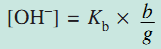 [OH⁻] = K_b × b/g